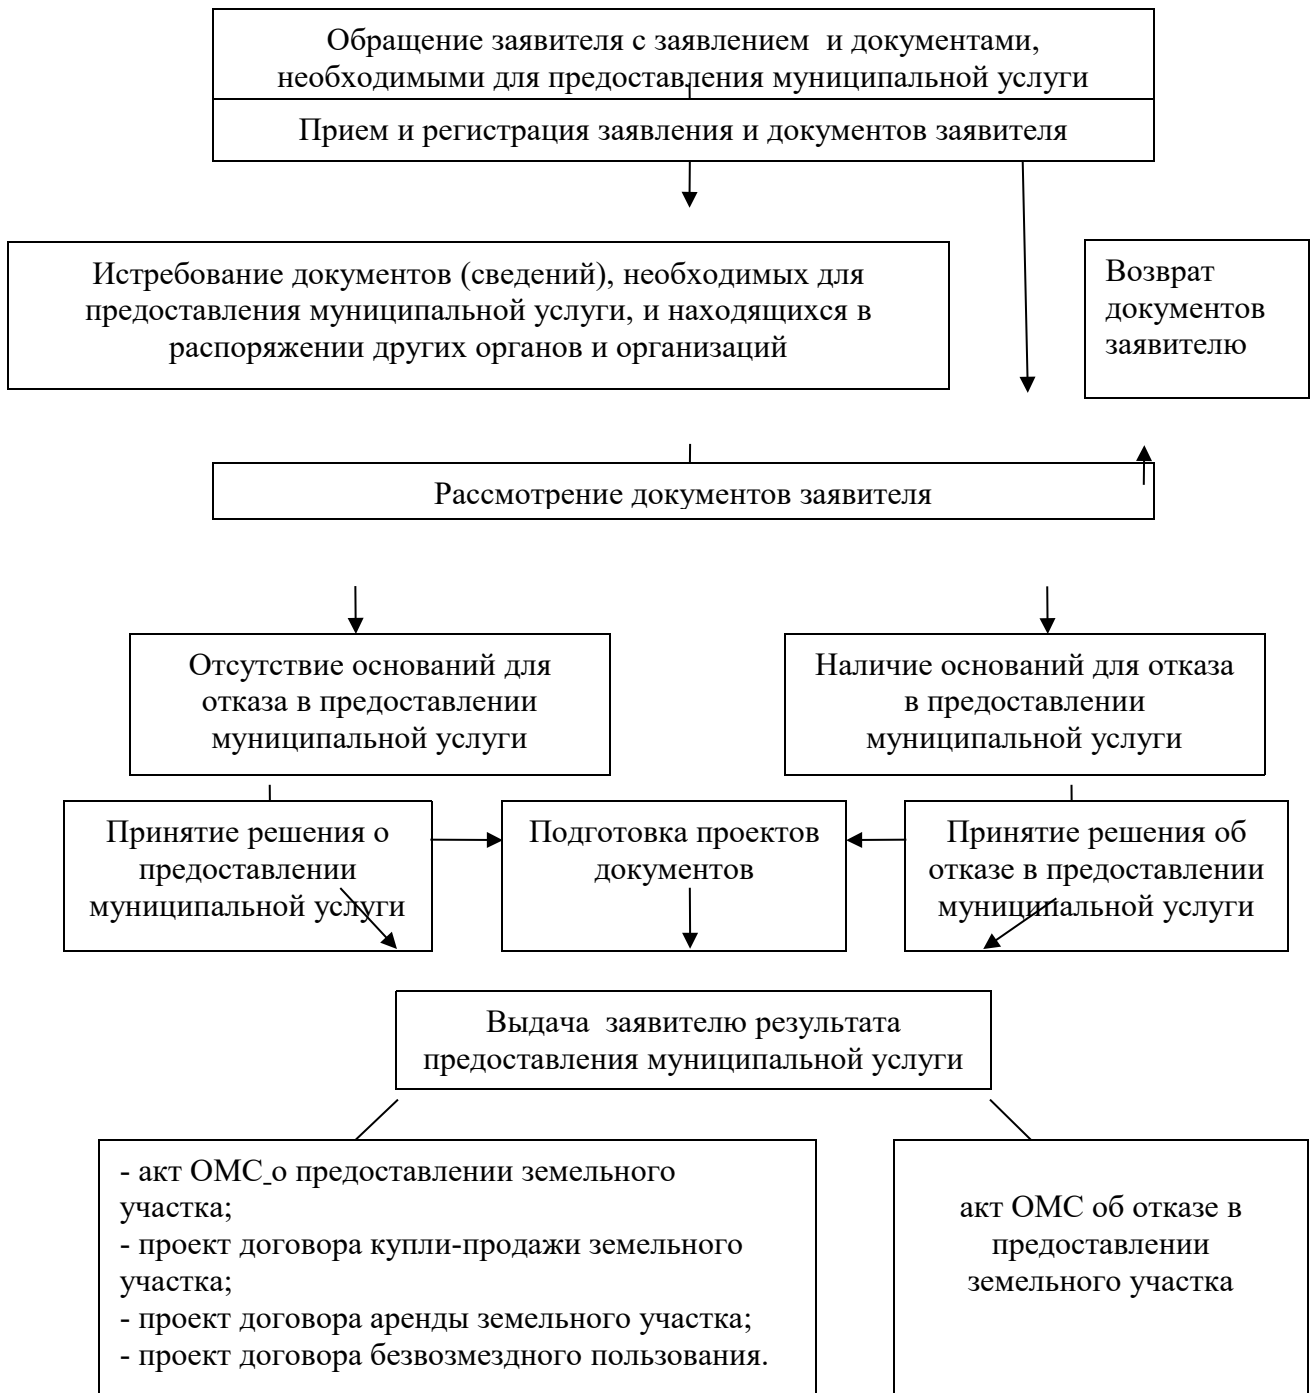 Обращение заявителя с заявлением и документами,
необходимыми для предоставления муниципальной услуги
Прием и регистрация заявления и документов заявителя
Истребование документов (сведений), необходимых для
предоставления муниципальной услуги, и находящихся в
распоряжении других органов и организаций
Возврат
документов
заявителю
Рассмотрение документов заявителя
Отсутствие оснований для
отказа в предоставлении
муниципальной услуги
Наличие оснований для отказа
в предоставлении
муниципальной услуги
Принятие решения о
предоставлении
муниципальной услуги
Подготовка проектов
документов
Принятие решения об
отказе в предоставлении
муниципальной услуги
Выдача заявителю результата
предоставления муниципальной услуги
- акт ОМС о предоставлении земельного
участка;
- проект договора купли-продажи земельного
участка;
- проект договора аренды земельного участка;
- проект договора безвозмездного пользования.
акт ОМС об отказе в
предоставлении
земельного участка